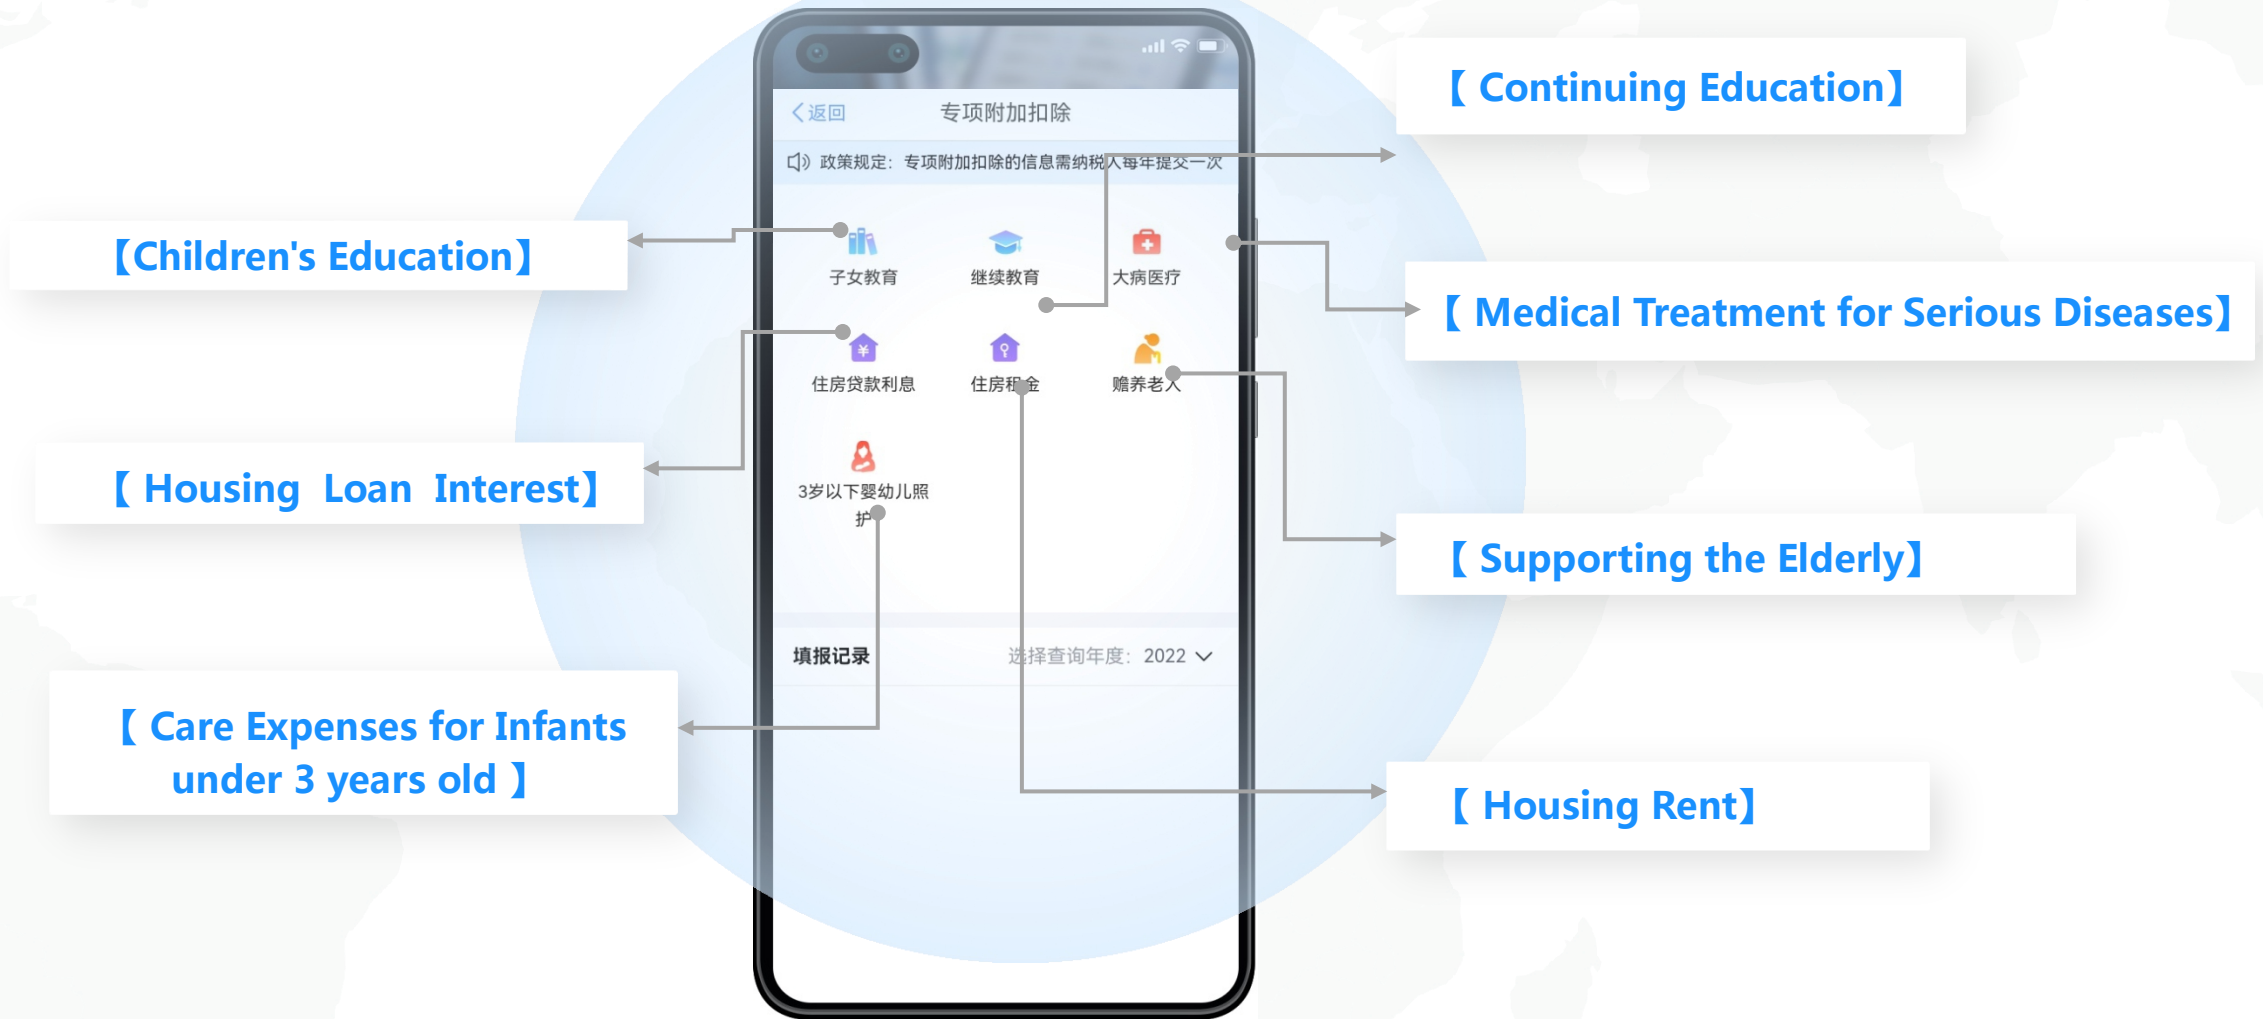 【 Continuing Education】
く返回 专项附加扣除
政策规定：专项附加扣除的信息需纳税人每年提交一次
【Children's Education】
子女教育 继续教育 大病医疗
【 Medical Treatment for Serious Diseases】
住房贷款利息 住房租金 赡养老人
【 Housing Loan Interest】
3岁以下婴幼儿照
护
【 Supporting the Elderly】
填报记录 选择查询年度：2022
【 Care Expenses for Infants
under 3 years old 】
【 Housing Rent】